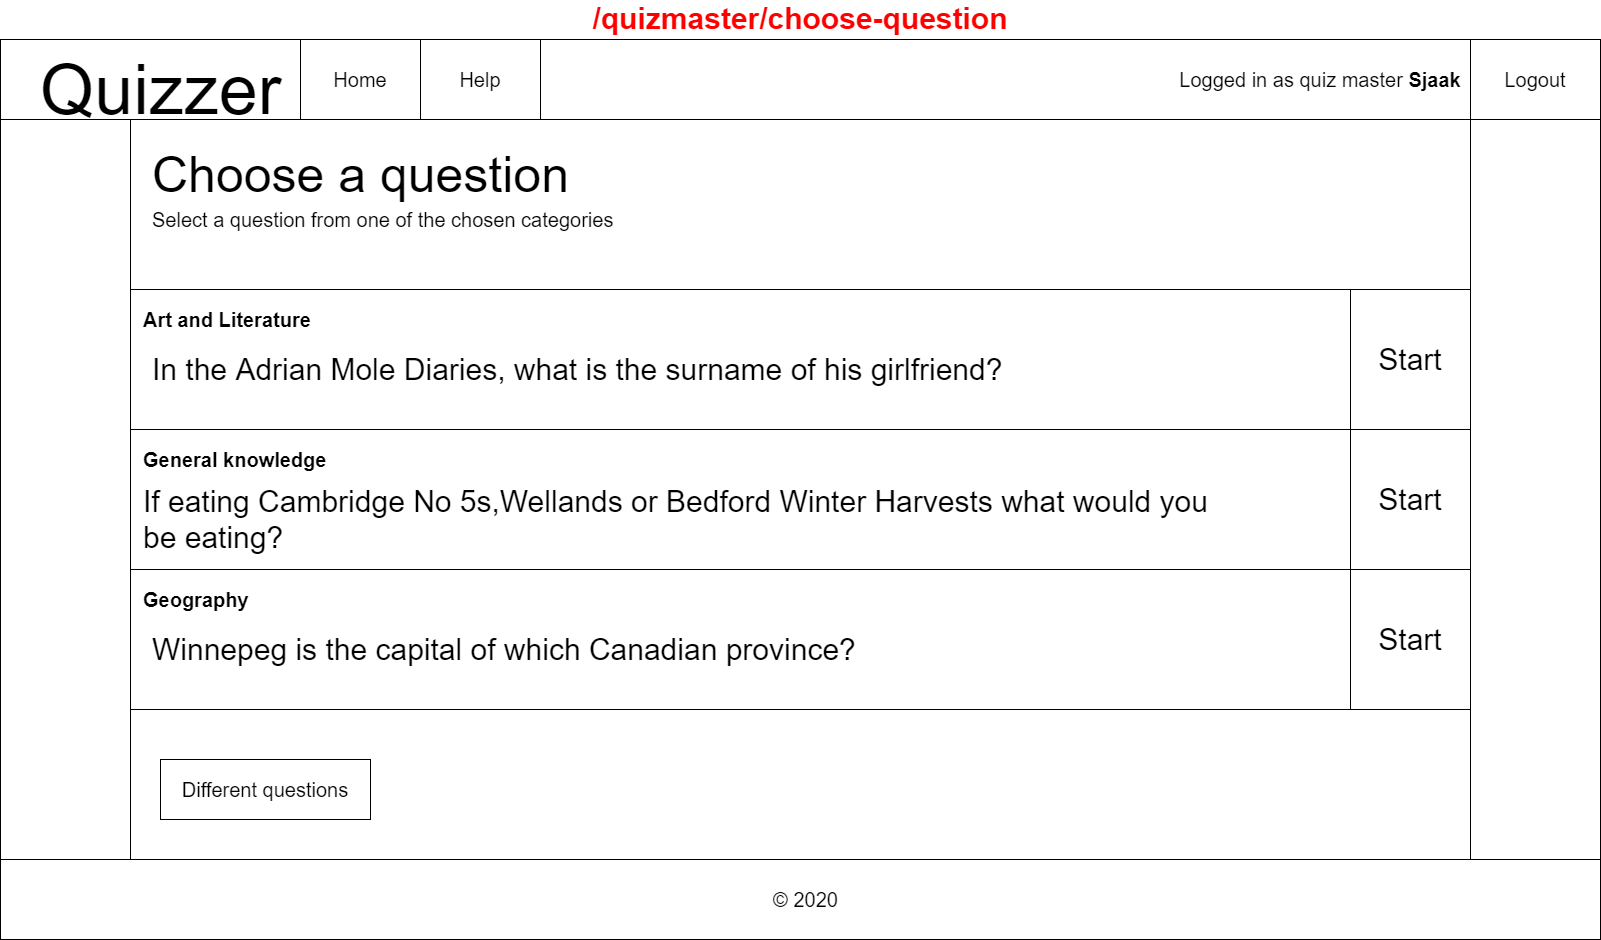 /quizmaster/choose-question
Quizzer
Home
Help
Logged in as quiz master Sjaak
Logout
Choose a question
Select a question from one of the chosen categories
Art and Literature
In the Adrian Mole Diaries, what is the surname of his girlfriend?
Start
General knowledge
If eating Cambridge No 5s,Wellands or Bedford Winter Harvests what would you
be eating?
Start
Geography
Winnepeg is the capital of which Canadian province?
Start
Different questions
© 2020